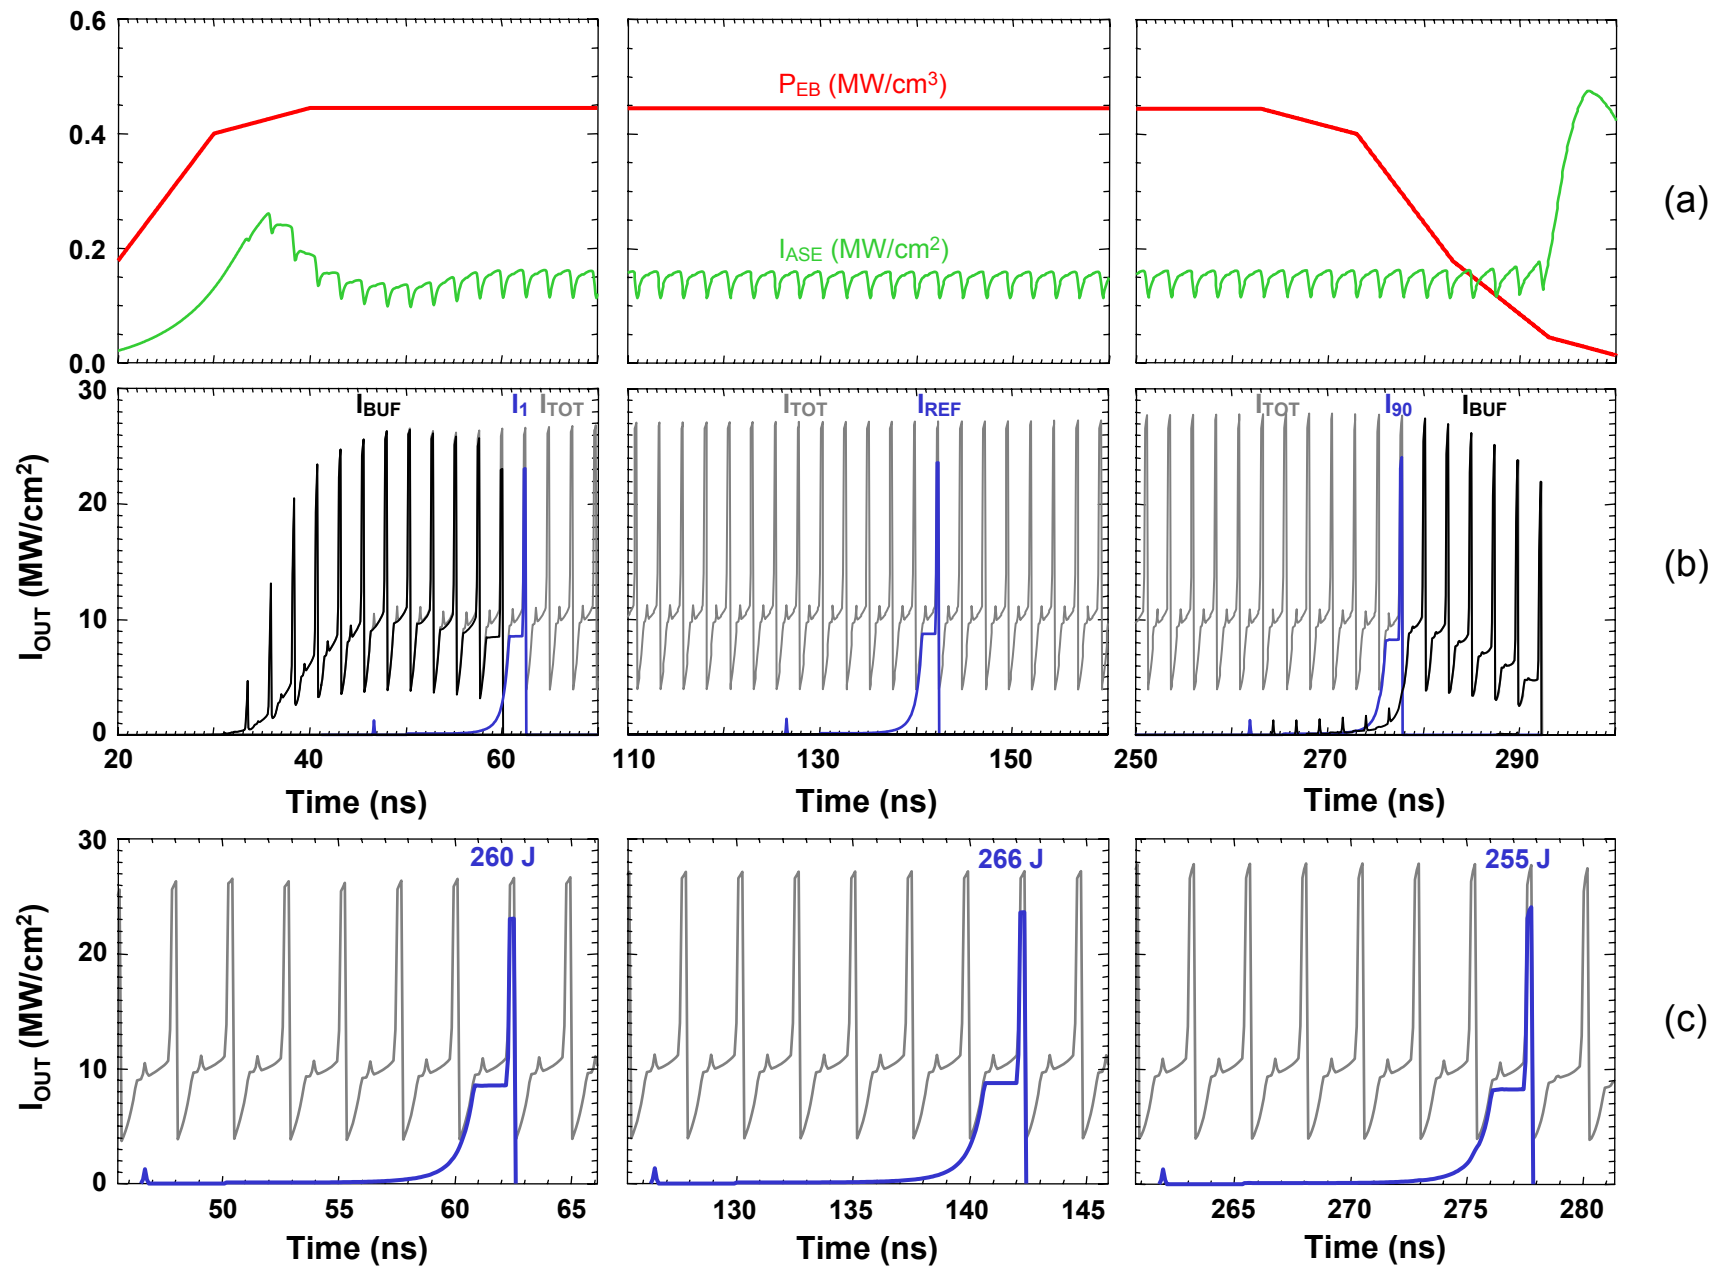 0.6
0.4
0.2
0.0
P_EB (MW/cm³)
I_ASE (MW/cm²)
(a)
30
20
10
0
I_OUT (MW/cm²)
I_BUF I_1 I_TOT
I_TOT I_REF
I_TOT I_90 I_BUF
(b)
20 40 60
110 130 150
250 270 290
Time (ns)
Time (ns)
Time (ns)
30
20
10
0
I_OUT (MW/cm²)
260 J
266 J
255 J
(c)
50 55 60 65
130 135 140 145
265 270 275 280
Time (ns)
Time (ns)
Time (ns)